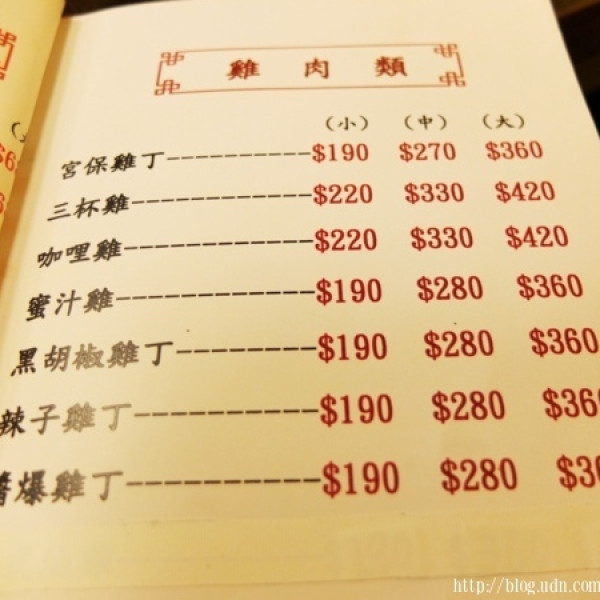 雞肉類
（小） （中） （大）
宮保雞丁----------$190 $270 $360
三杯雞------------$220 $330 $420
咖哩雞------------$220 $330 $420
蜜汁雞------------$190 $280 $360
黑胡椒雞丁---------$190 $280 $360
辣子雞丁-----------$190 $280 $360
醬爆雞丁-----------$190 $280
http://blog.udn.com/